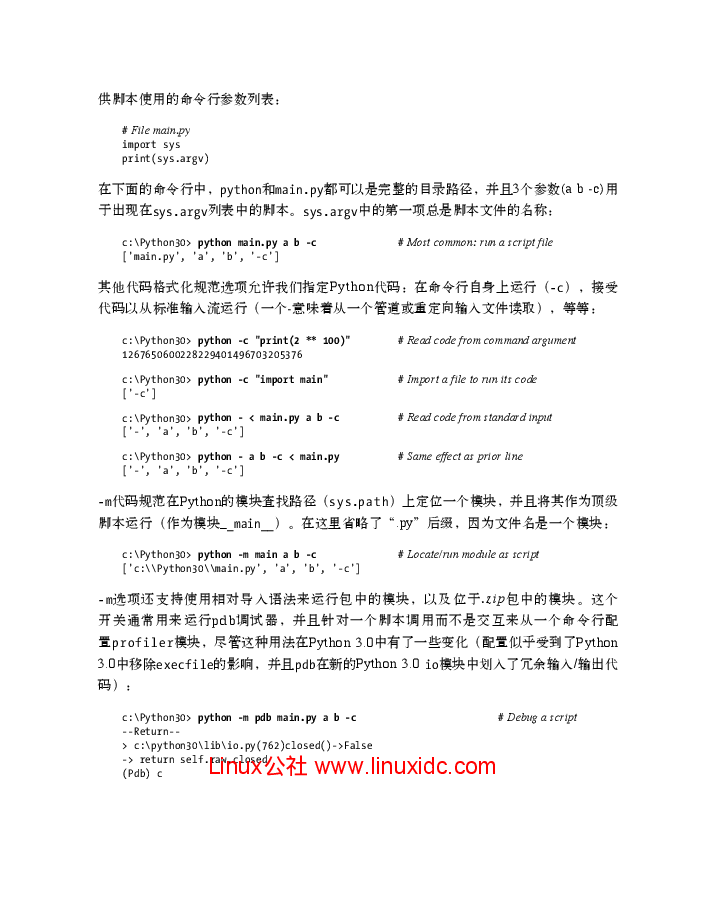 供脚本使用的命令行参数列表：
# File main.py
import sys
print(sys.argv)
在下面的命令行中，python和main.py都可以是完整的目录路径，并且3个参数(a b -c)用
于出现在sys.argv列表中的脚本。sys.argv中的第一项总是脚本文件的名称：
c:\Python30> python main.py a b -c # Most common: run a script file
['main.py', 'a', 'b', '-c']
其他代码格式化规范选项允许我们指定Python代码：在命令行自身上运行（-c），接受
代码以从标准输入流运行（一个-意味着从一个管道或重定向输入文件读取），等等：
c:\Python30> python -c "print(2 ** 100)" # Read code from command argument
1267650600228229401496703205376
c:\Python30> python -c "import main" # Import a file to run its code
['-c']
c:\Python30> python - < main.py a b -c # Read code from standard input
['-', 'a', 'b', '-c']
c:\Python30> python - a b -c < main.py # Same effect as prior line
['-', 'a', 'b', '-c']
-m代码规范在Python的模块查找路径（sys.path）上定位一个模块，并且将其作为顶级
脚本运行（作为模块__main__）。在这里省略了“.py”后缀，因为文件名是一个模块：
c:\Python30> python -m main a b -c # Locate/run module as script
['c:\\Python30\\main.py', 'a', 'b', '-c']
-m选项还支持使用相对导入语法来运行包中的模块，以及位于.zip包中的模块。这个
开关通常用来运行pdb调试器，并且针对一个脚本调用而不是交互来从一个命令行配
置profiler模块，尽管这种用法在Python 3.0中有了一些变化（配置似乎受到了Python
3.0中移除execfile的影响，并且pdb在新的Python 3.0 io模块中划入了冗余输入/输出代
码）：
c:\Python30> python -m pdb main.py a b -c # Debug a script
--Return--
> c:\python30\lib\io.py(762)closed()->False
-> return self.raw.closed
(Pdb) c
Linux公社 www.linuxidc.com